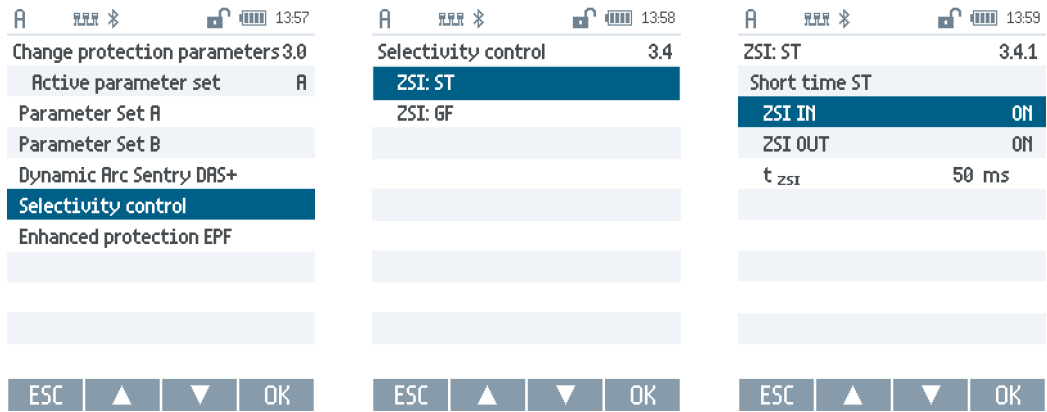 A 13:57
Change protection parameters 3.0
Active parameter set A
Parameter Set A
Parameter Set B
Dynamic Arc Sentry DAS+
Selectivity control
Enhanced protection EPF
ESC OK
A 13:58
Selectivity control 3.4
ZSI: ST
ZSI: GF
ESC OK
A 13:59
ZSI: ST 3.4.1
Short time ST
ZSI IN ON
ZSI OUT ON
t ZSI 50 ms
ESC OK